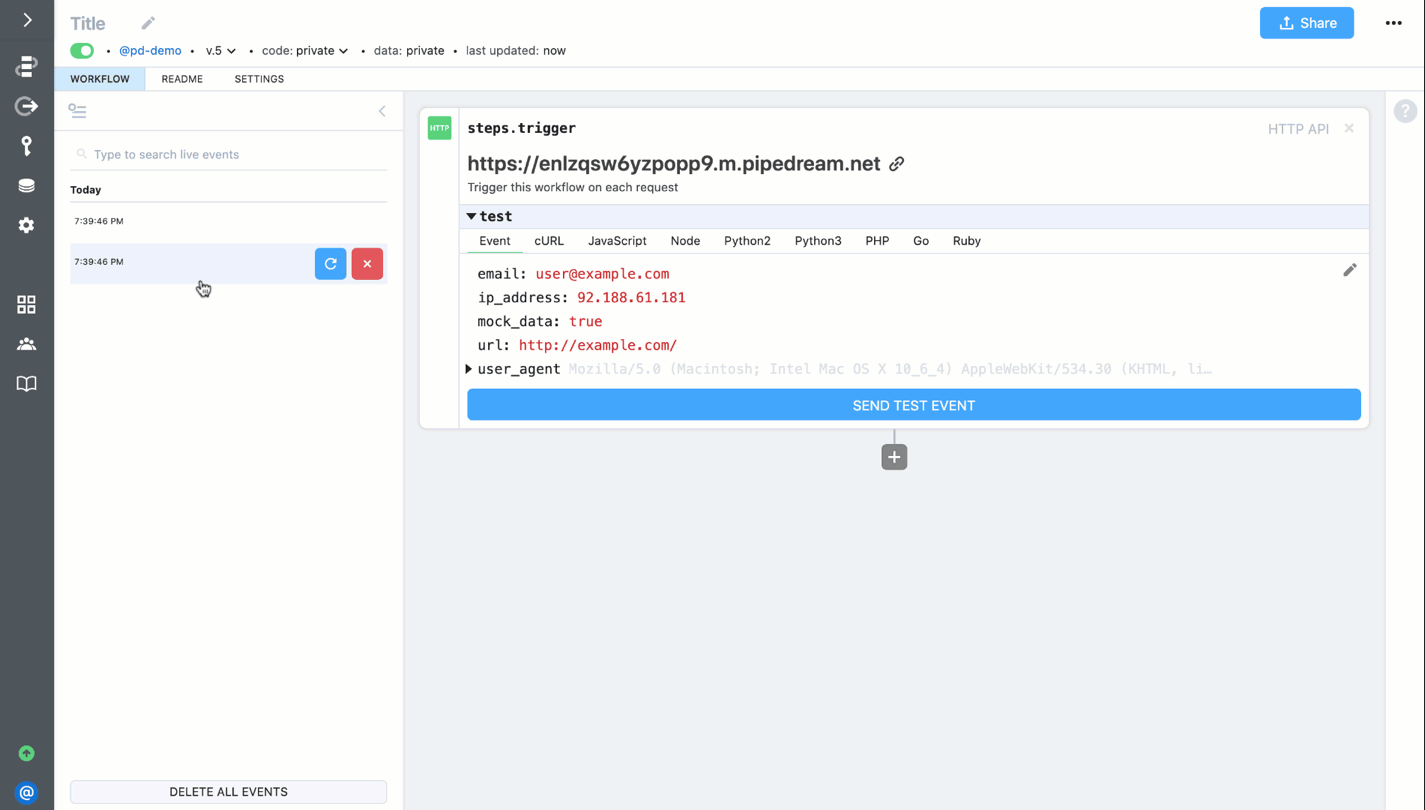 Title
Share
@pd-demo • v.5 • code: private • data: private • last updated: now
WORKFLOW README SETTINGS
Type to search live events
Today
7:39:46 PM
7:39:46 PM
DELETE ALL EVENTS
@
HTTP
steps.trigger
HTTP API
https://enlzqsw6yzpopp9.m.pipedream.net
Trigger this workflow on each request
test
Event cURL JavaScript Node Python2 Python3 PHP Go Ruby
email: user@example.com
ip_address: 92.188.61.181
mock_data: true
url: http://example.com/
user_agent Mozilla/5.0 (Macintosh; Intel Mac OS X 10_6_4) AppleWebKit/534.30 (KHTML, li…
SEND TEST EVENT
?